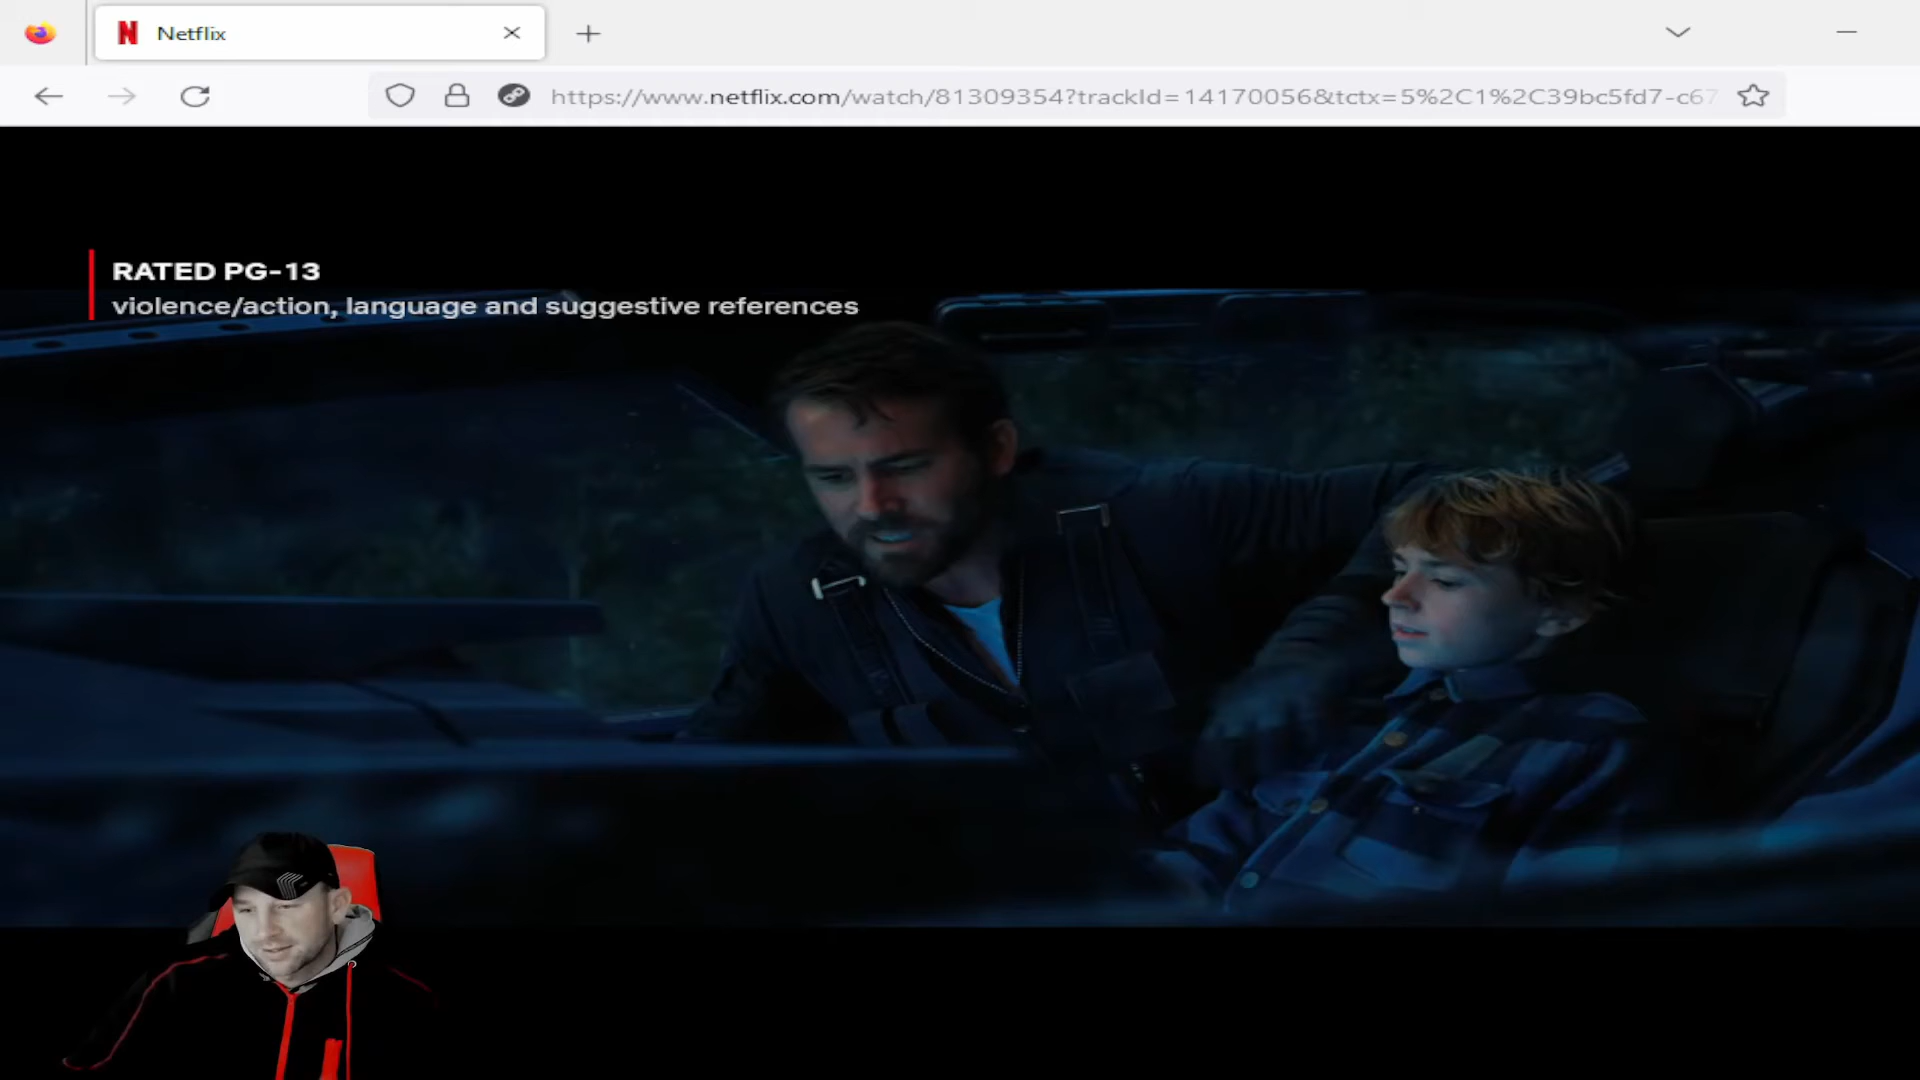 Netflix
https://www.netflix.com/watch/81309354?trackId=14170056&tctx=5%2C1%2C39bc5fd7-c67
RATED PG-13
violence/action, language and suggestive references